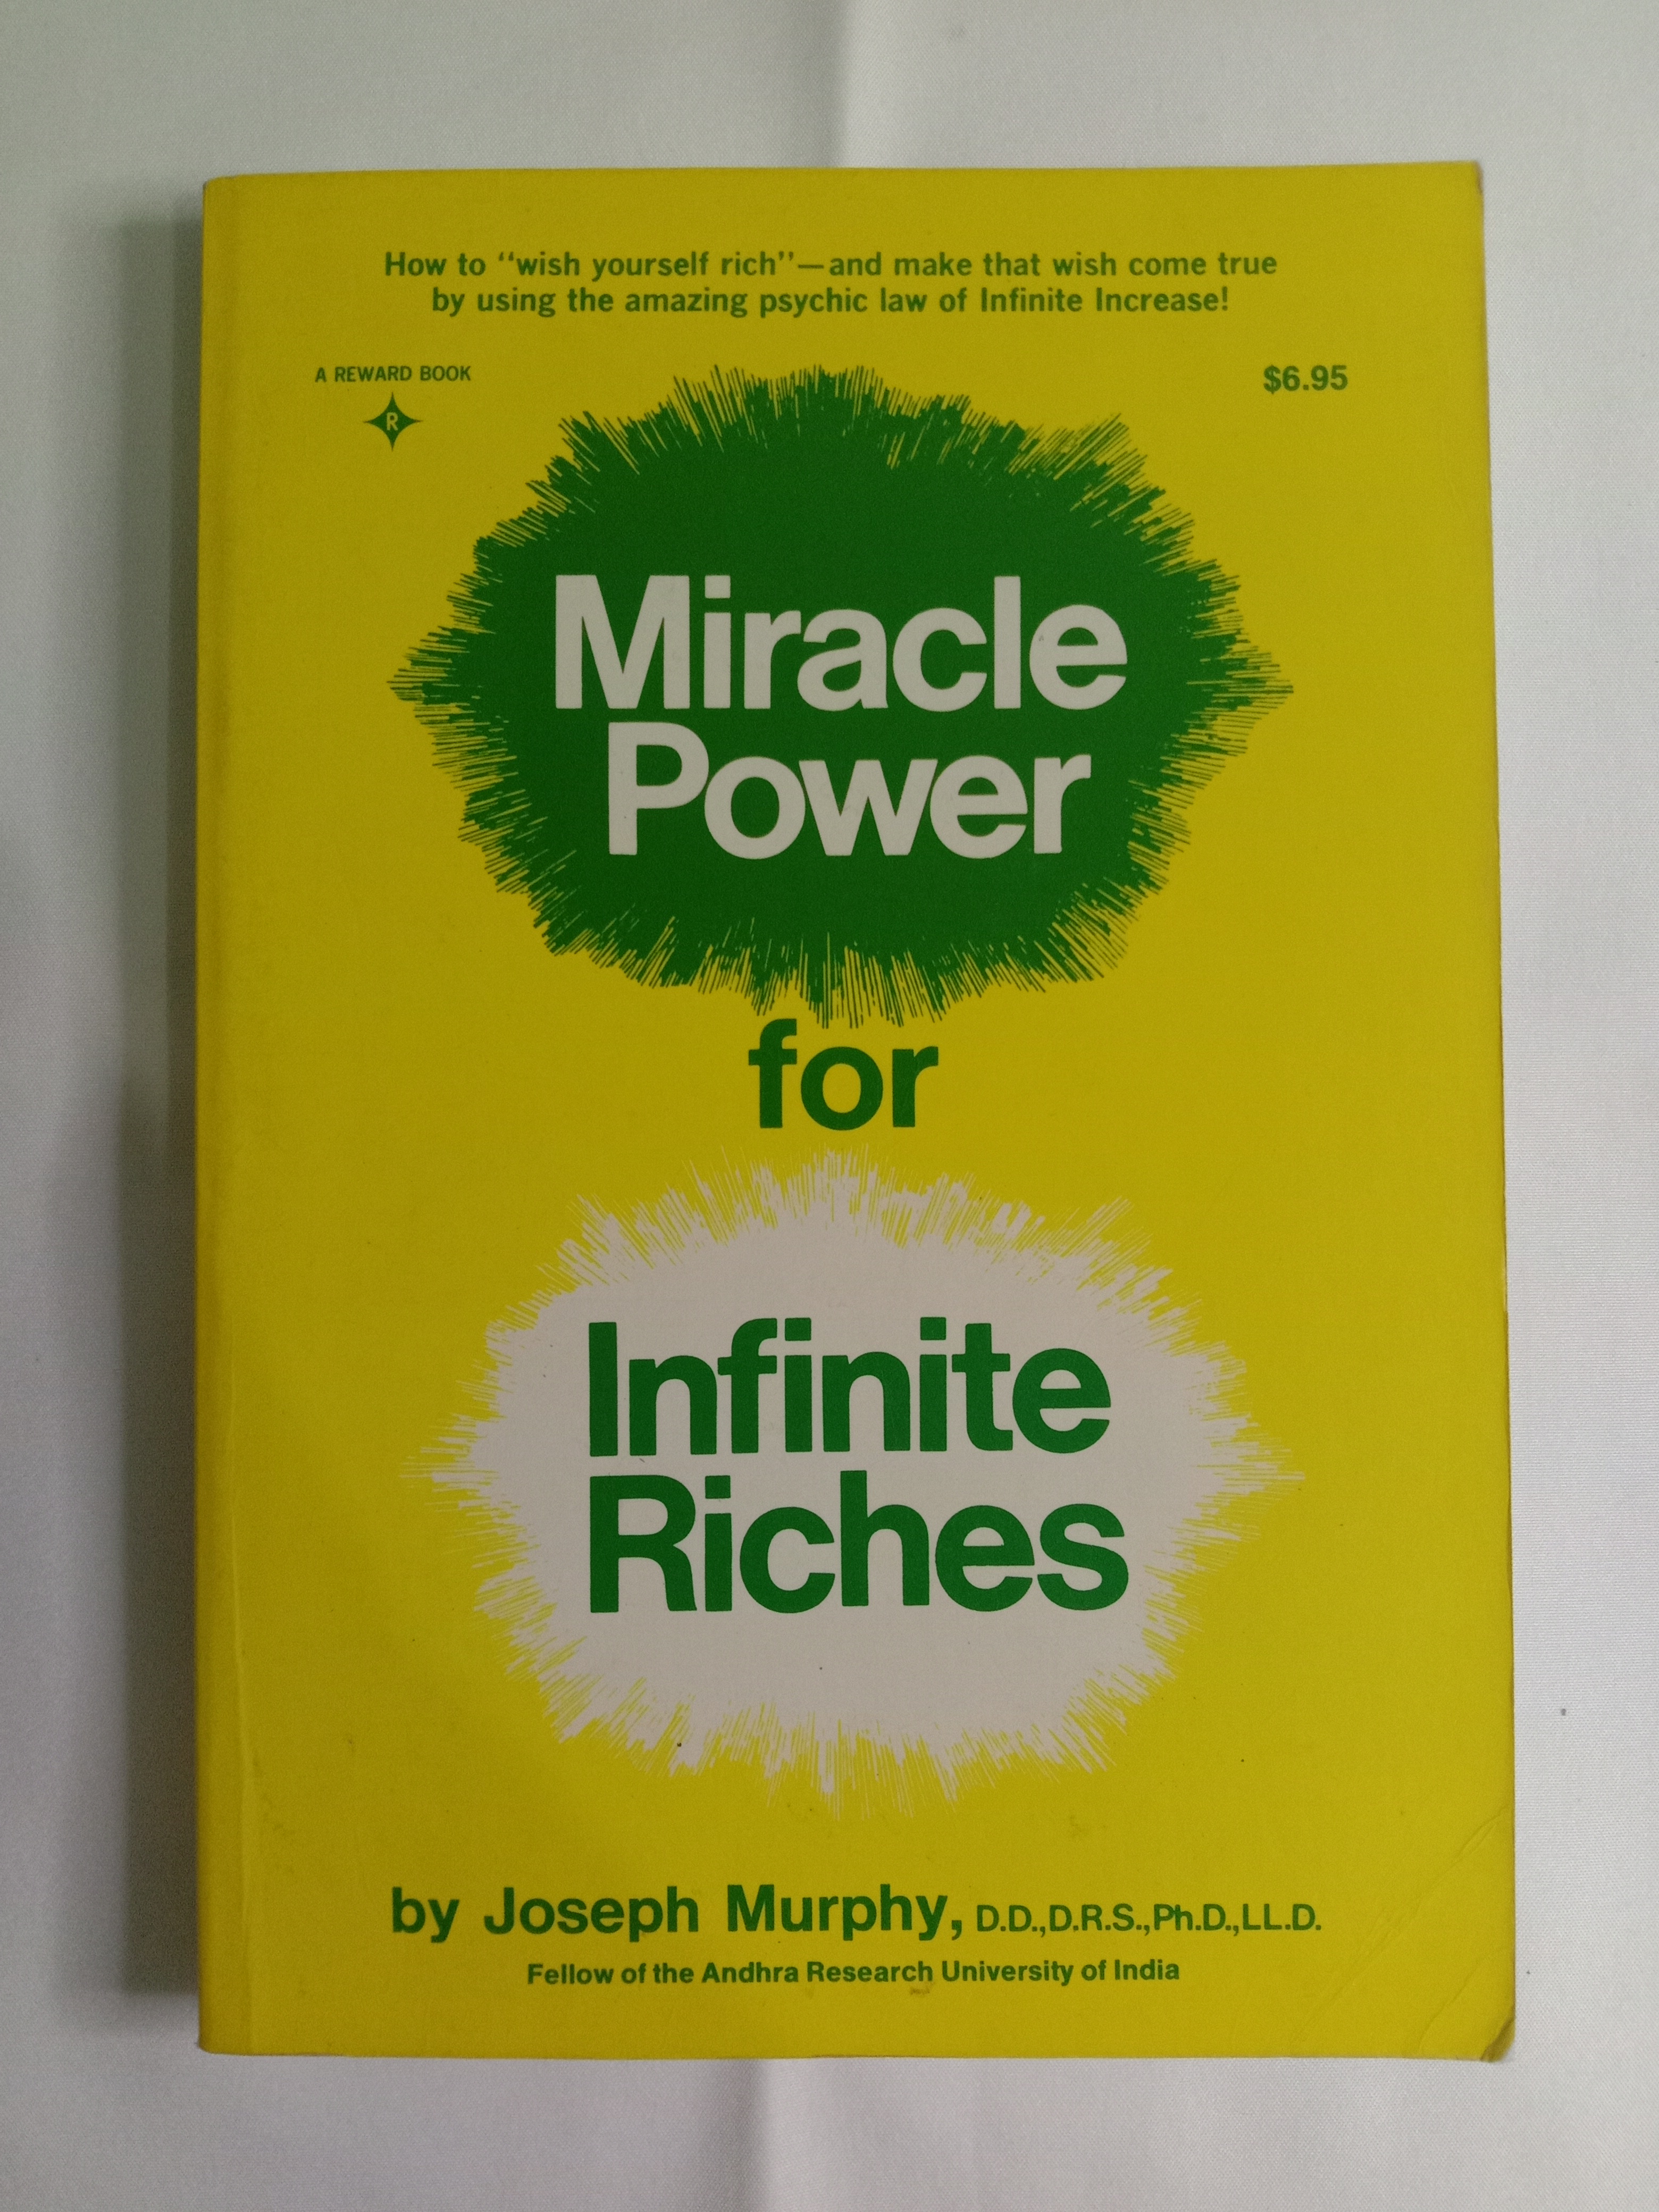 How to “wish yourself rich”—and make that wish come true
by using the amazing psychic law of Infinite Increase!
A REWARD BOOK
$6.95
R
Miracle
Power
for
Infinite
Riches
by Joseph Murphy, D.D.,D.R.S.,Ph.D.,LL.D.
Fellow of the Andhra Research University of India